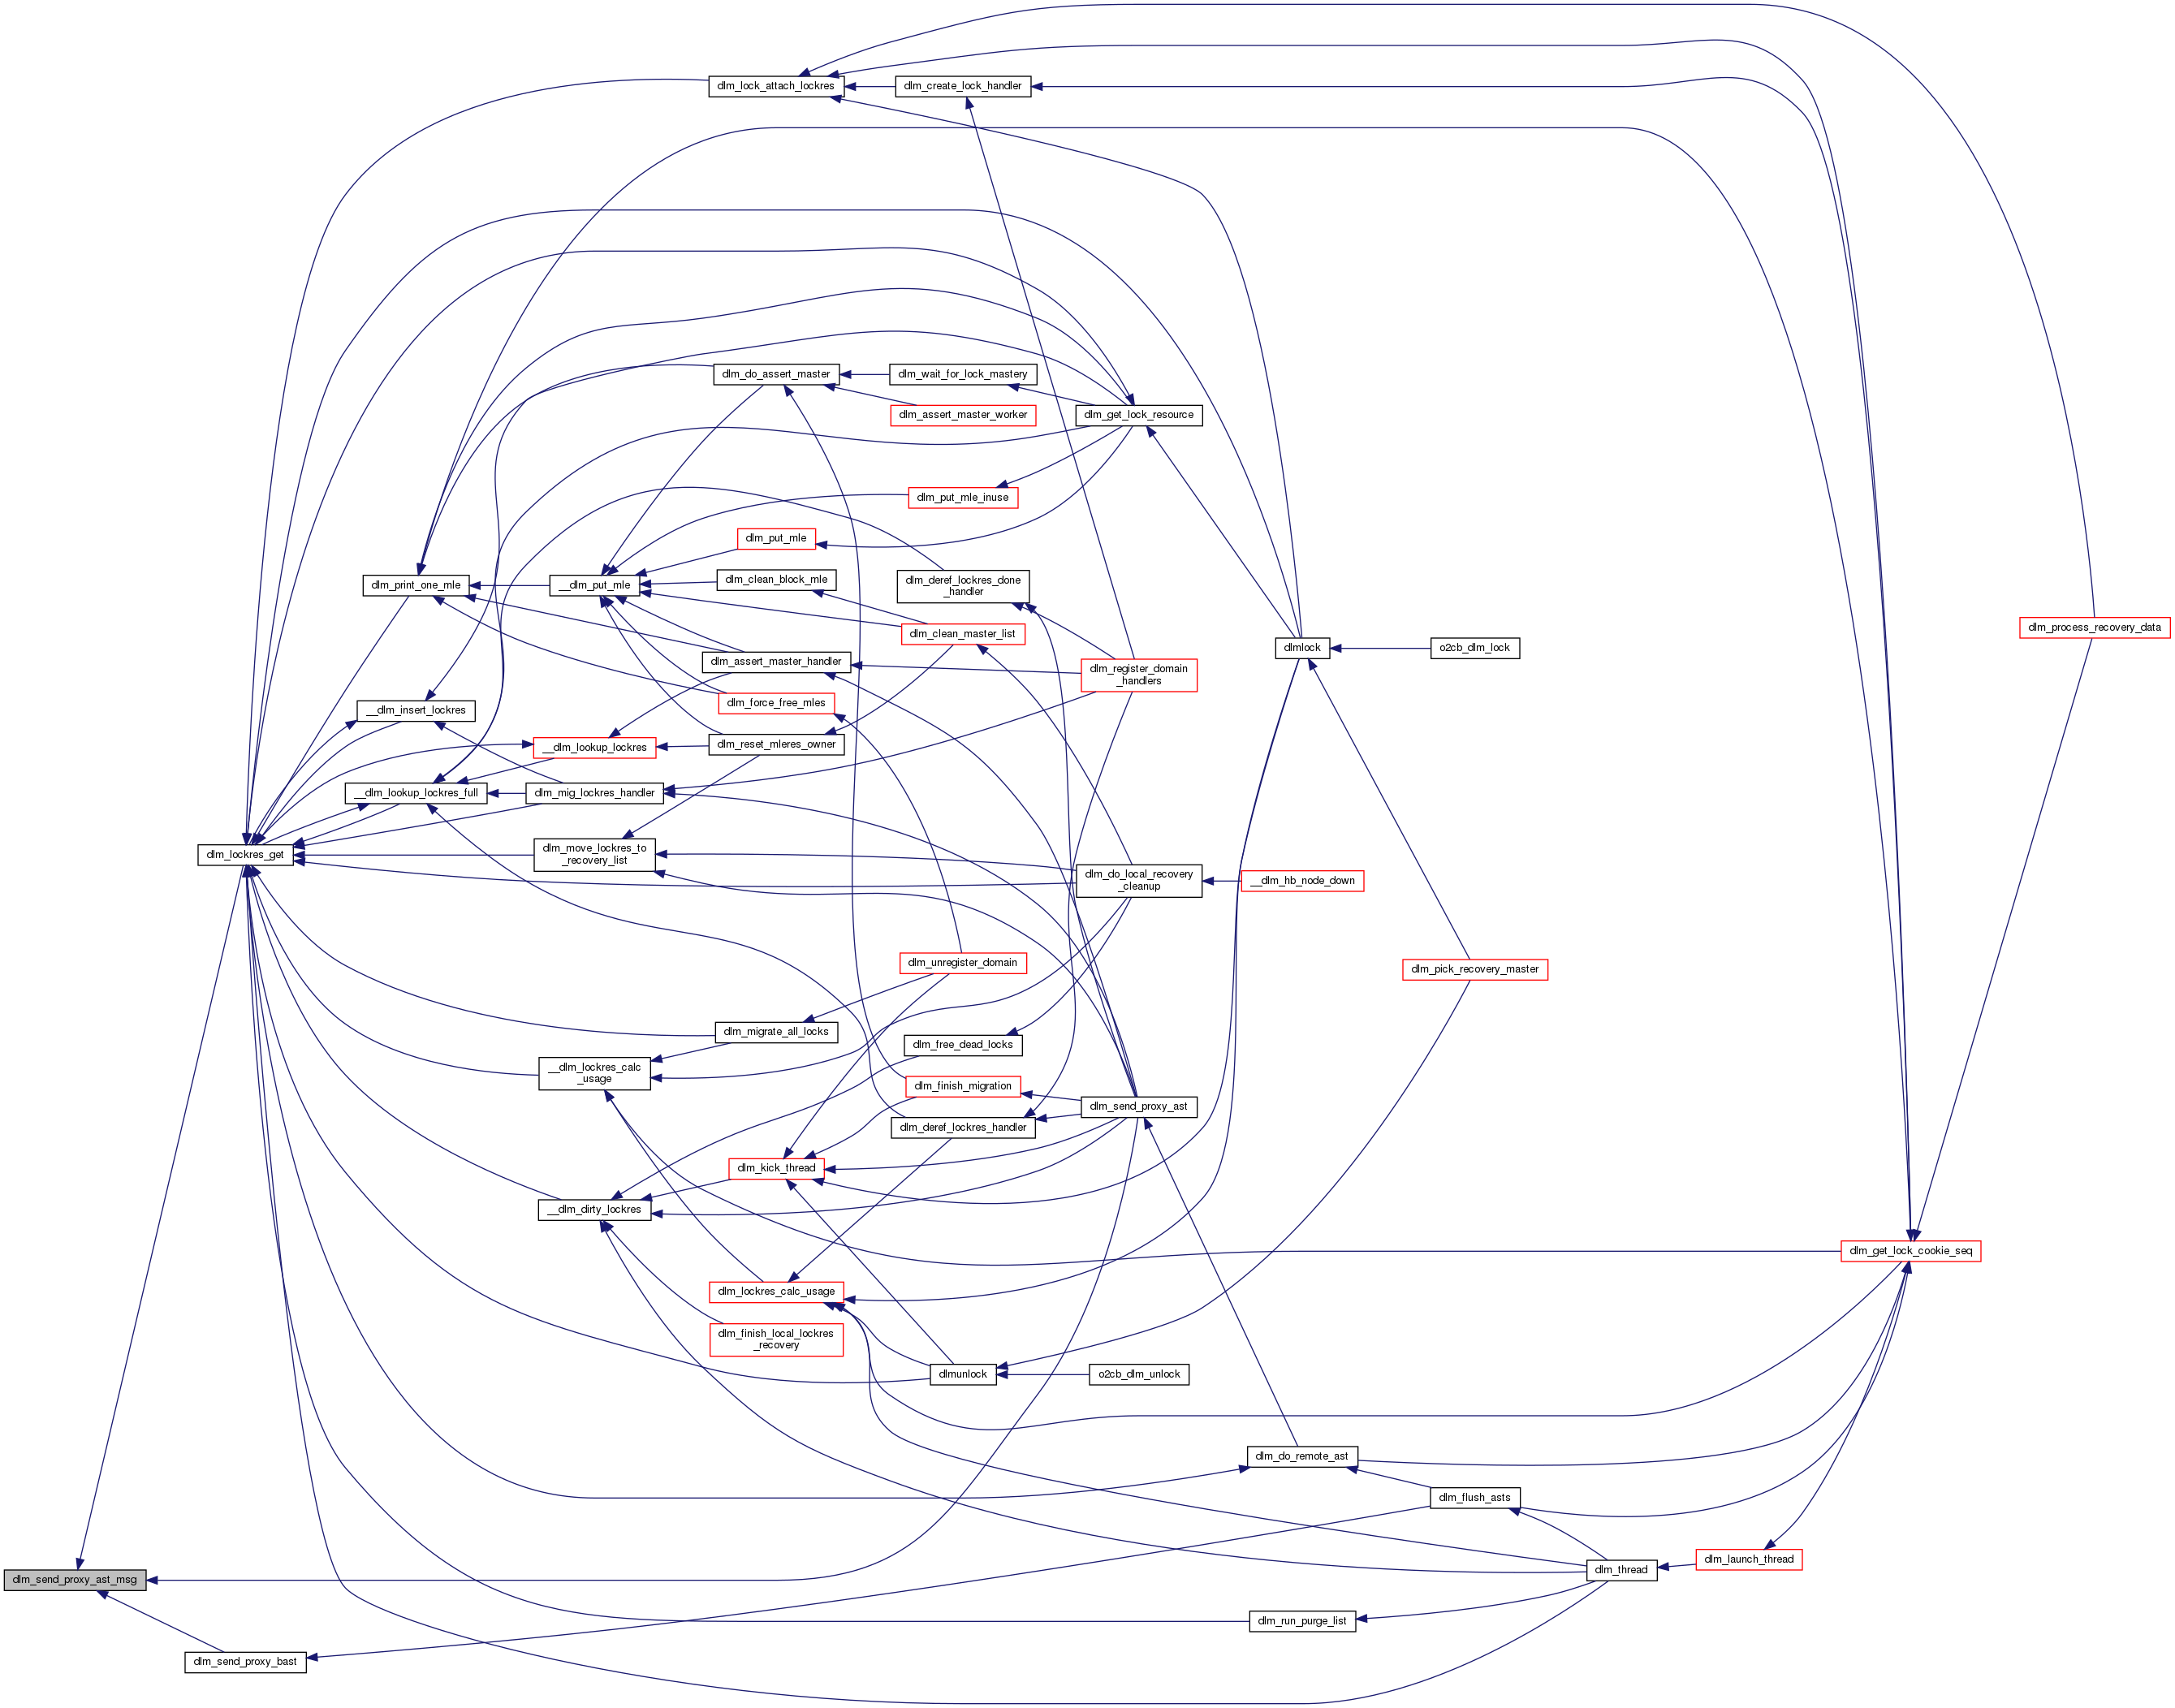 dlm_lock_attach_lockres
dlm_create_lock_handler
dlm_do_assert_master
dlm_wait_for_lock_mastery
dlm_assert_master_worker
dlm_get_lock_resource
dlm_put_mle_inuse
dlm_put_mle
dlm_print_one_mle
__dlm_put_mle
dlm_clean_block_mle
dlm_deref_lockres_done
_handler
dlm_clean_master_list
dlm_process_recovery_data
dlmlock
o2cb_dlm_lock
dlm_assert_master_handler
dlm_register_domain
_handlers
dlm_force_free_mles
__dlm_insert_lockres
__dlm_lookup_lockres
dlm_reset_mleres_owner
__dlm_lookup_lockres_full
dlm_mig_lockres_handler
dlm_lockres_get
dlm_move_lockres_to
_recovery_list
dlm_do_local_recovery
_cleanup
__dlm_hb_node_down
dlm_unregister_domain
dlm_pick_recovery_master
dlm_migrate_all_locks
dlm_free_dead_locks
__dlm_lockres_calc
_usage
dlm_finish_migration
dlm_send_proxy_ast
dlm_deref_lockres_handler
dlm_kick_thread
__dlm_dirty_lockres
dlm_get_lock_cookie_seq
dlm_lockres_calc_usage
dlm_finish_local_lockres
_recovery
dlmunlock
o2cb_dlm_unlock
dlm_do_remote_ast
dlm_flush_asts
dlm_launch_thread
dlm_thread
dlm_send_proxy_ast_msg
dlm_run_purge_list
dlm_send_proxy_bast